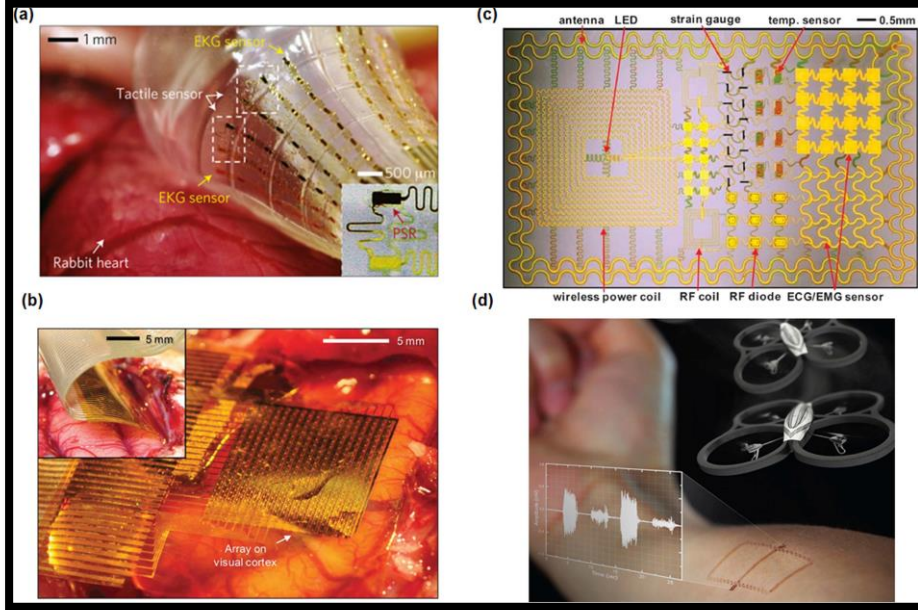 (a)
1 mm
EKG sensor
Tactile sensor
500 µm
EKG sensor
PSR
Rabbit heart
(b)
5 mm
5 mm
Array on
visual cortex
(c)
antenna LED strain gauge temp. sensor 0.5mm
wireless power coil RF coil RF diode ECG/EMG sensor
(d)